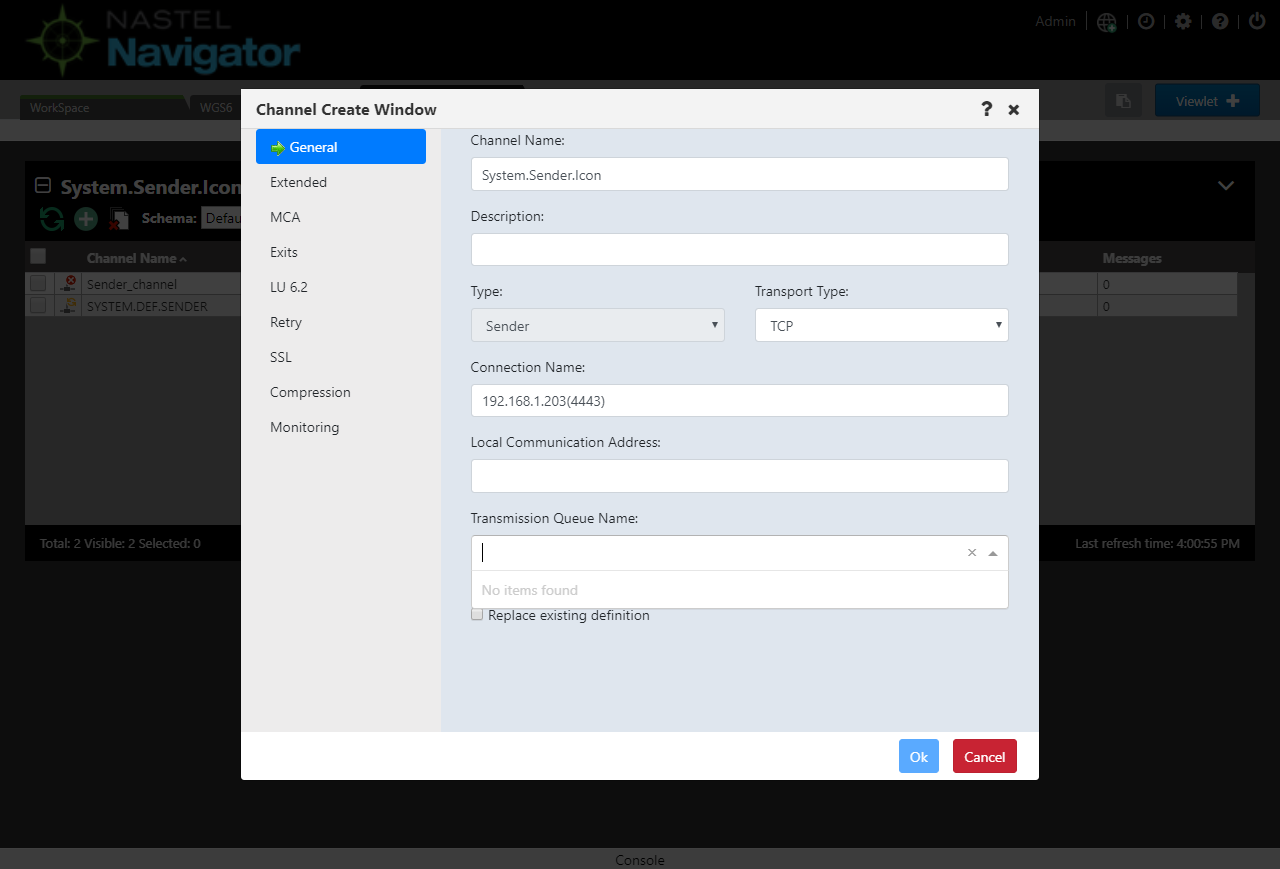 NASTEL
Navigator
Admin
WorkSpace
WGS6
Viewlet
Channel Create Window
?
General
Extended
MCA
Exits
LU 6.2
Retry
SSL
Compression
Monitoring
Channel Name:
System.Sender.Icon
Description:
Type:
Transport Type:
Sender
TCP
Connection Name:
192.168.1.203(4443)
Local Communication Address:
Transmission Queue Name:
No items found
Replace existing definition
Ok
Cancel
System.Sender.Icon
Schema: Defau
Channel Name
Messages
Sender_channel
0
SYSTEM.DEF.SENDER
0
Total: 2 Visible: 2 Selected: 0
Last refresh time: 4:00:55 PM
Console